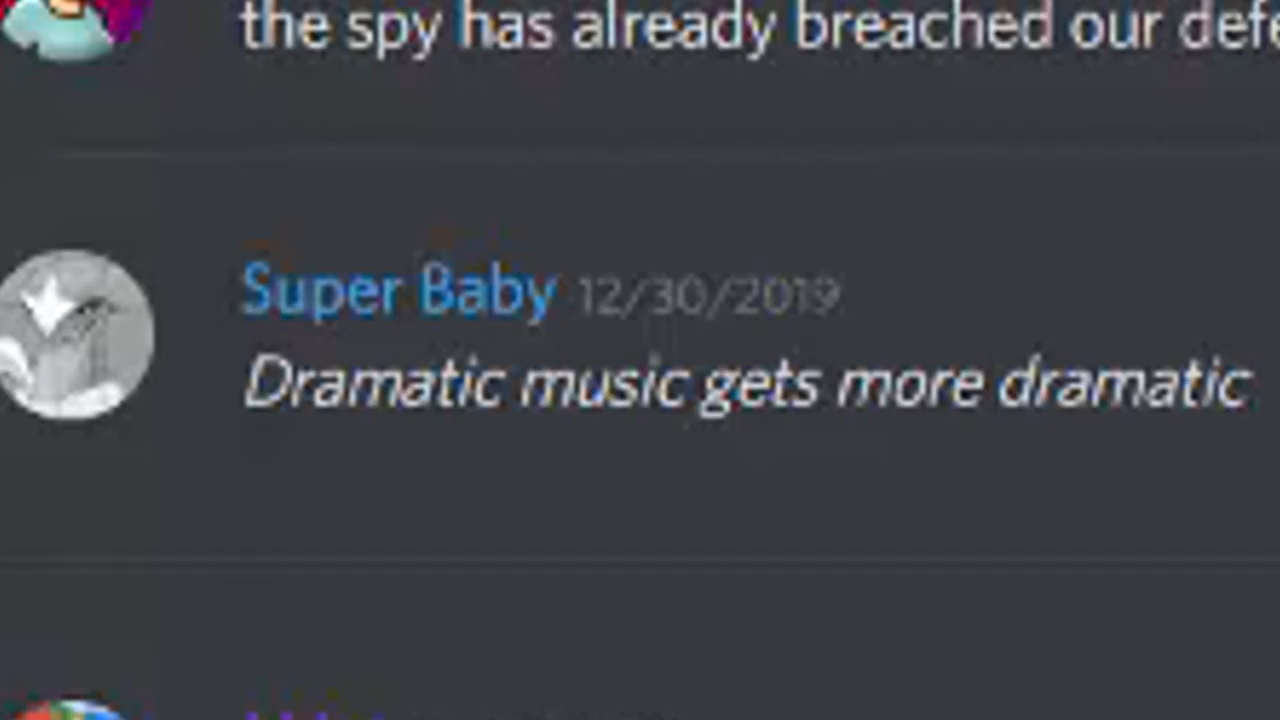 the spy has already breached our defe
Super Baby 12/30/2019
Dramatic music gets more dramatic